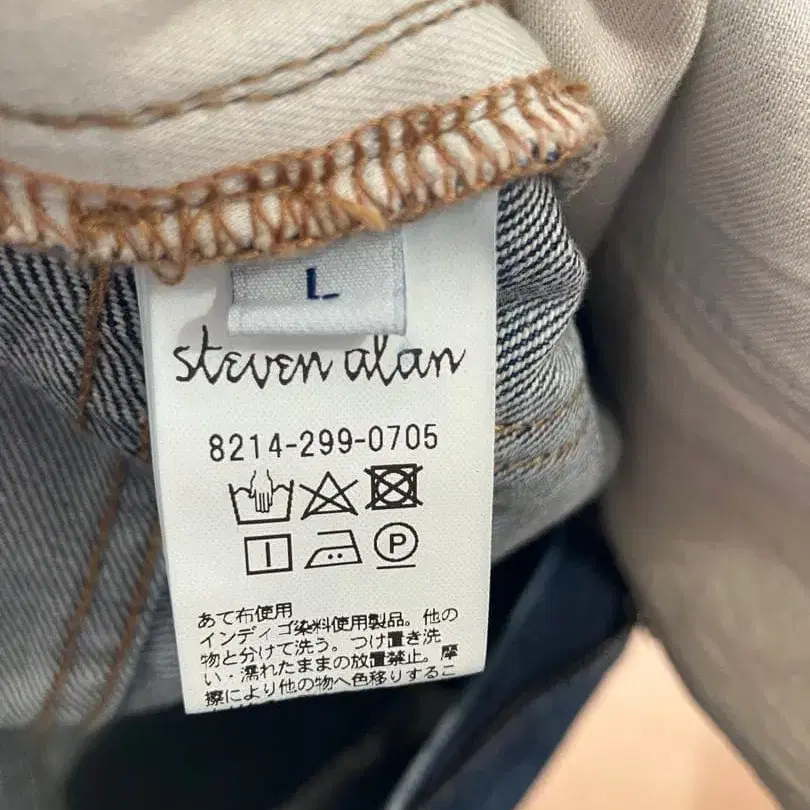 L
steven alan
8214-299-0705
P
あて布使用
インディゴ染料使用製品。他の
物と分けて洗う。つけ置き洗
い・濡れたままの放置禁止。摩
擦により他の物へ色移りするこ